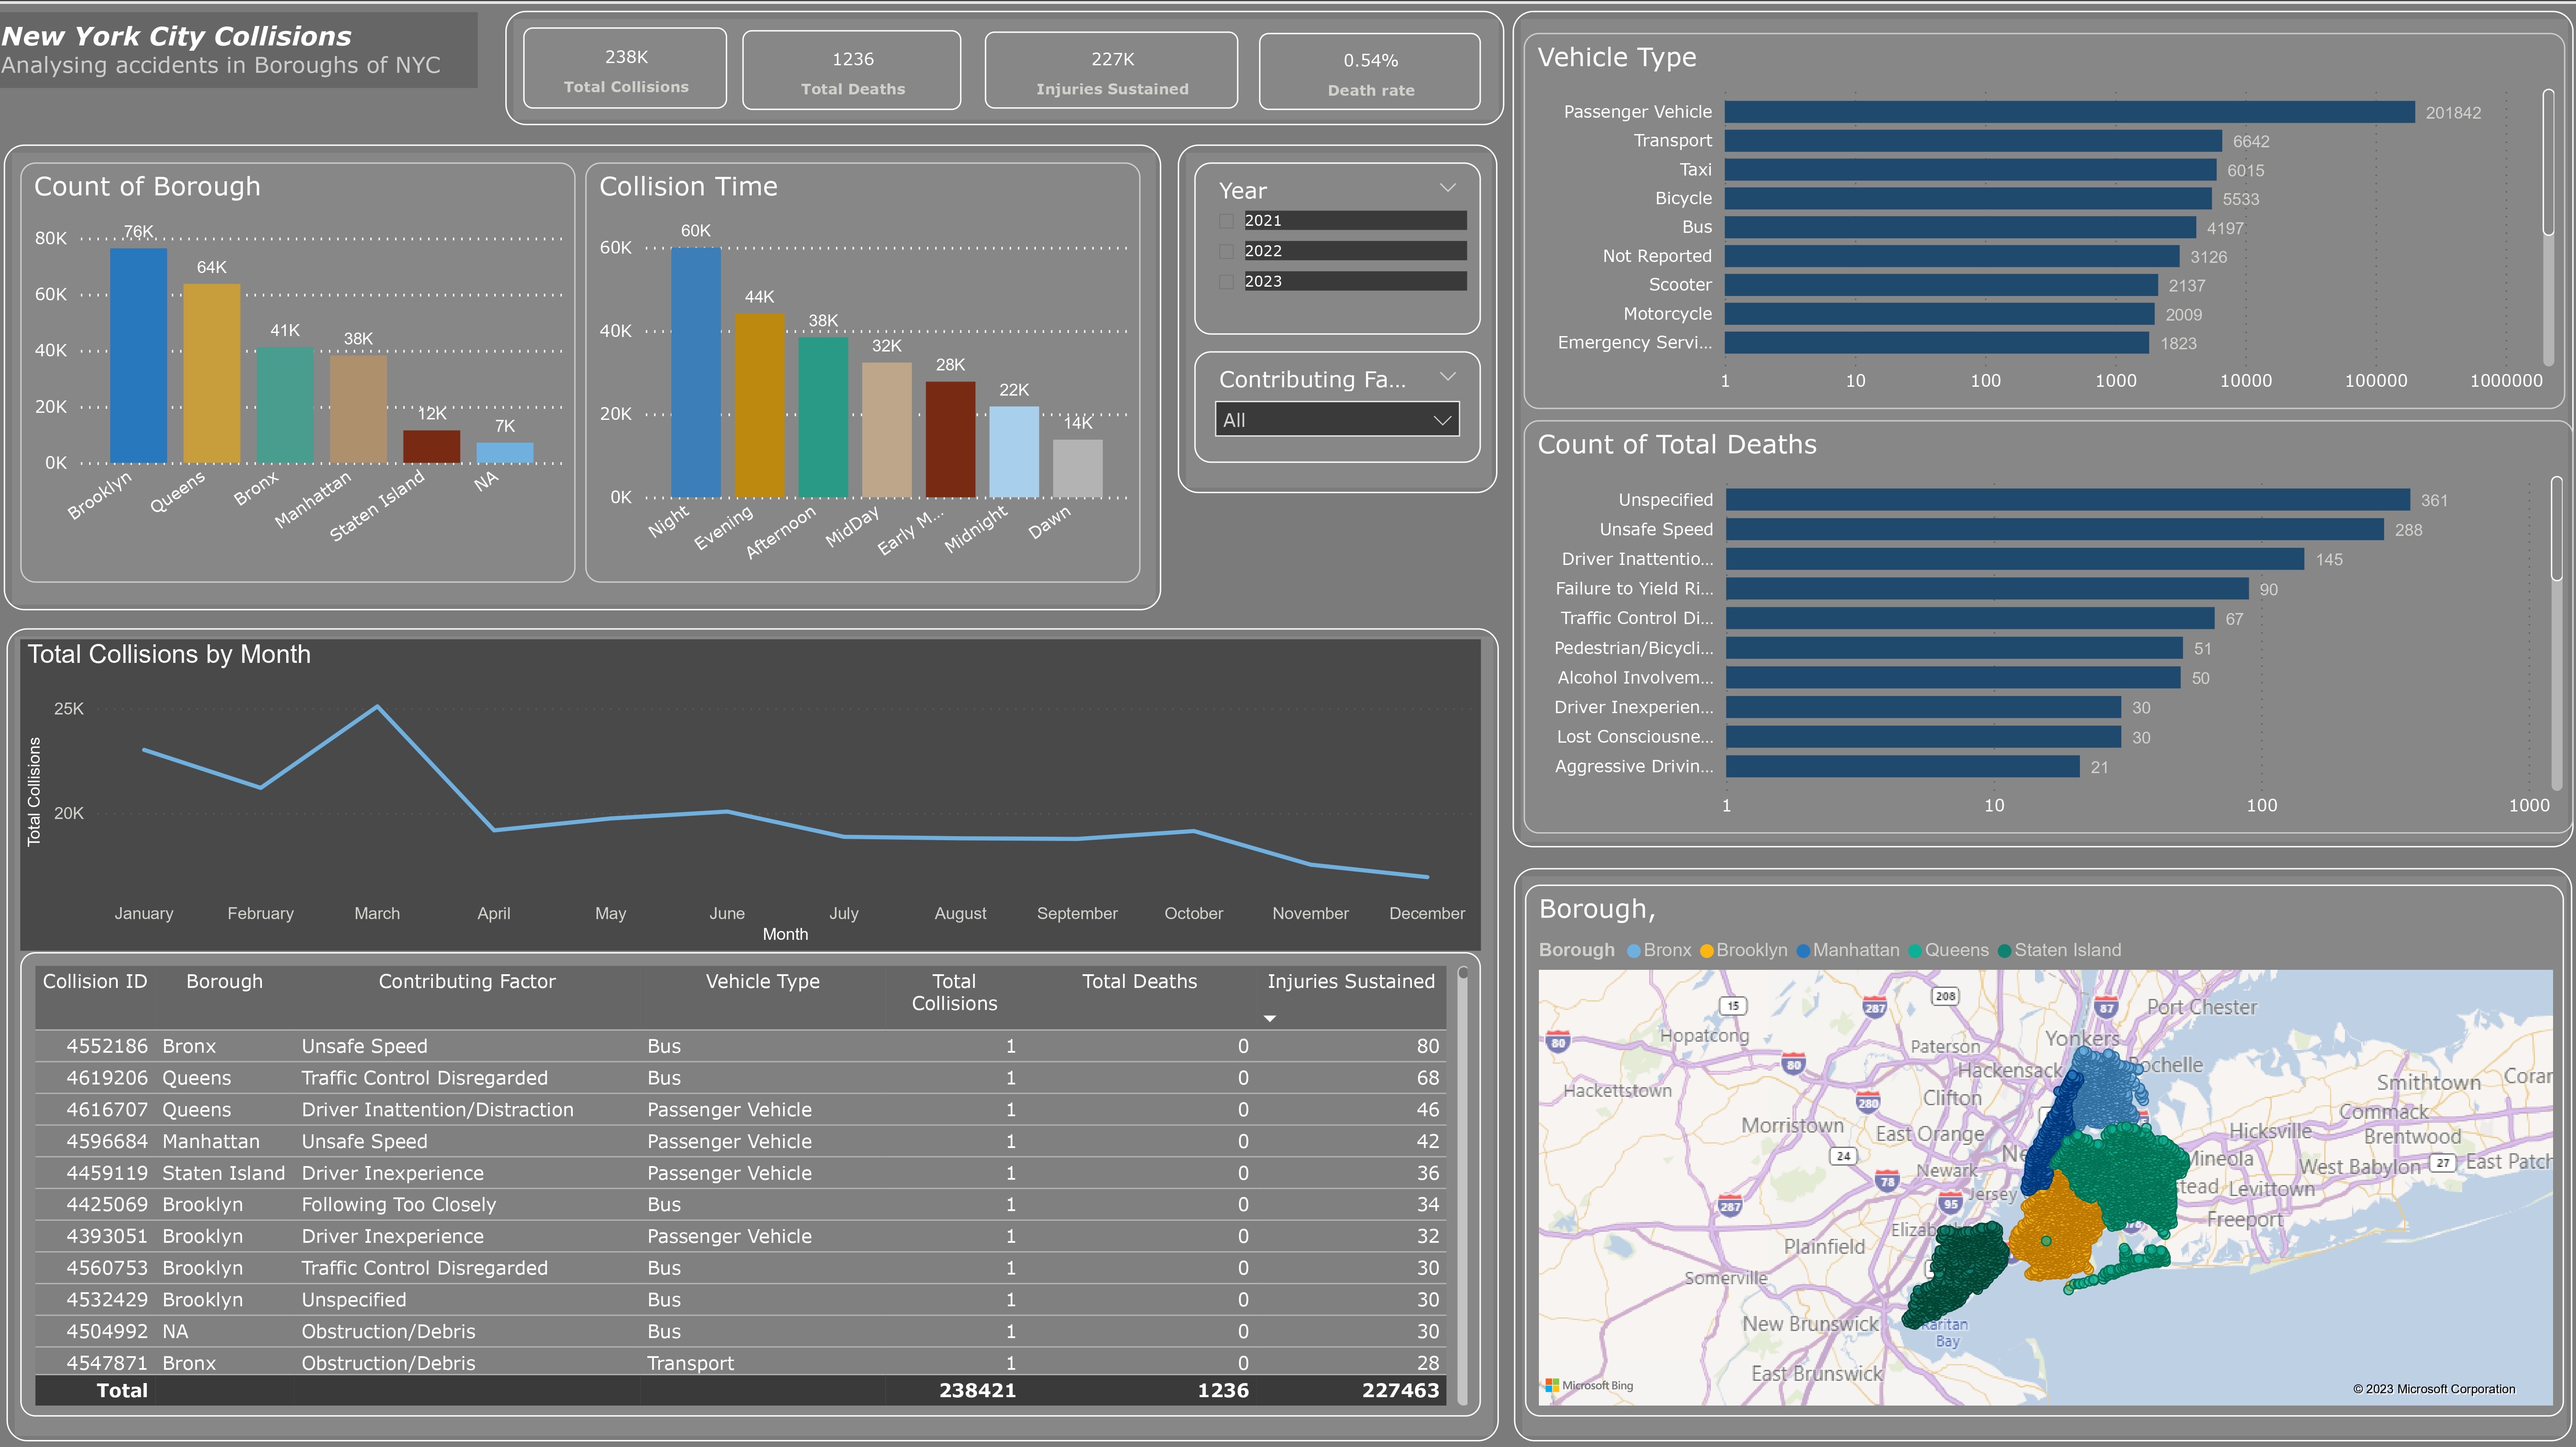 New York City Collisions
Analysing accidents in Boroughs of NYC
238K
Total Collisions
1236
Total Deaths
227K
Injuries Sustained
0.54%
Death rate
Count of Borough
80K
60K
40K
20K
0K
76K
64K
41K
38K
12K
7K
Brooklyn
Queens
Bronx
Manhattan
Staten Island
NA
Collision Time
60K
40K
20K
0K
60K
44K
38K
32K
28K
22K
14K
Night
Evening
Afternoon
MidDay
Early M...
Midnight
Dawn
Year
2021
2022
2023
Contributing Fa...
All
Vehicle Type
Passenger Vehicle 201842
Transport 6642
Taxi 6015
Bicycle 5533
Bus 4197
Not Reported 3126
Scooter 2137
Motorcycle 2009
Emergency Servi... 1823
1 10 100 1000 10000 100000 1000000
Count of Total Deaths
Unspecified 361
Unsafe Speed 288
Driver Inattentio... 145
Failure to Yield Ri... 90
Traffic Control Di... 67
Pedestrian/Bicycli... 51
Alcohol Involvem... 50
Driver Inexperien... 30
Lost Consciousne... 30
Aggressive Drivin... 21
1 10 100 1000
Total Collisions by Month
Total Collisions
25K
20K
January February March April May June July August September October November December
Month
Collision ID Borough Contributing Factor Vehicle Type Total Collisions Total Deaths Injuries Sustained
4552186 Bronx Unsafe Speed Bus 1 0 80
4619206 Queens Traffic Control Disregarded Bus 1 0 68
4616707 Queens Driver Inattention/Distraction Passenger Vehicle 1 0 46
4596684 Manhattan Unsafe Speed Passenger Vehicle 1 0 42
4459119 Staten Island Driver Inexperience Passenger Vehicle 1 0 36
4425069 Brooklyn Following Too Closely Bus 1 0 34
4393051 Brooklyn Driver Inexperience Passenger Vehicle 1 0 32
4560753 Brooklyn Traffic Control Disregarded Bus 1 0 30
4532429 Brooklyn Unspecified Bus 1 0 30
4504992 NA Obstruction/Debris Bus 1 0 30
4547871 Bronx Obstruction/Debris Transport 1 0 28
Total 238421 1236 227463
Borough,
Borough Bronx Brooklyn Manhattan Queens Staten Island
15
287
208
87
Port Chester
80
Hopatcong
Paterson
Yonkers
80
Hackensack
ochelle
Hackettstown
280
Clifton
Smithtown
Coran
Commack
Morristown
East Orange
Hicksville
Brentwood
24
Ne
Mineola
West Babylon
27
East Patch
Newark
78
stead
Levittown
287
95
Jersey
Freeport
Elizab
78
Plainfield
Somerville
New Brunswick
Raritan
Bay
East Brunswick
Microsoft Bing
© 2023 Microsoft Corporation